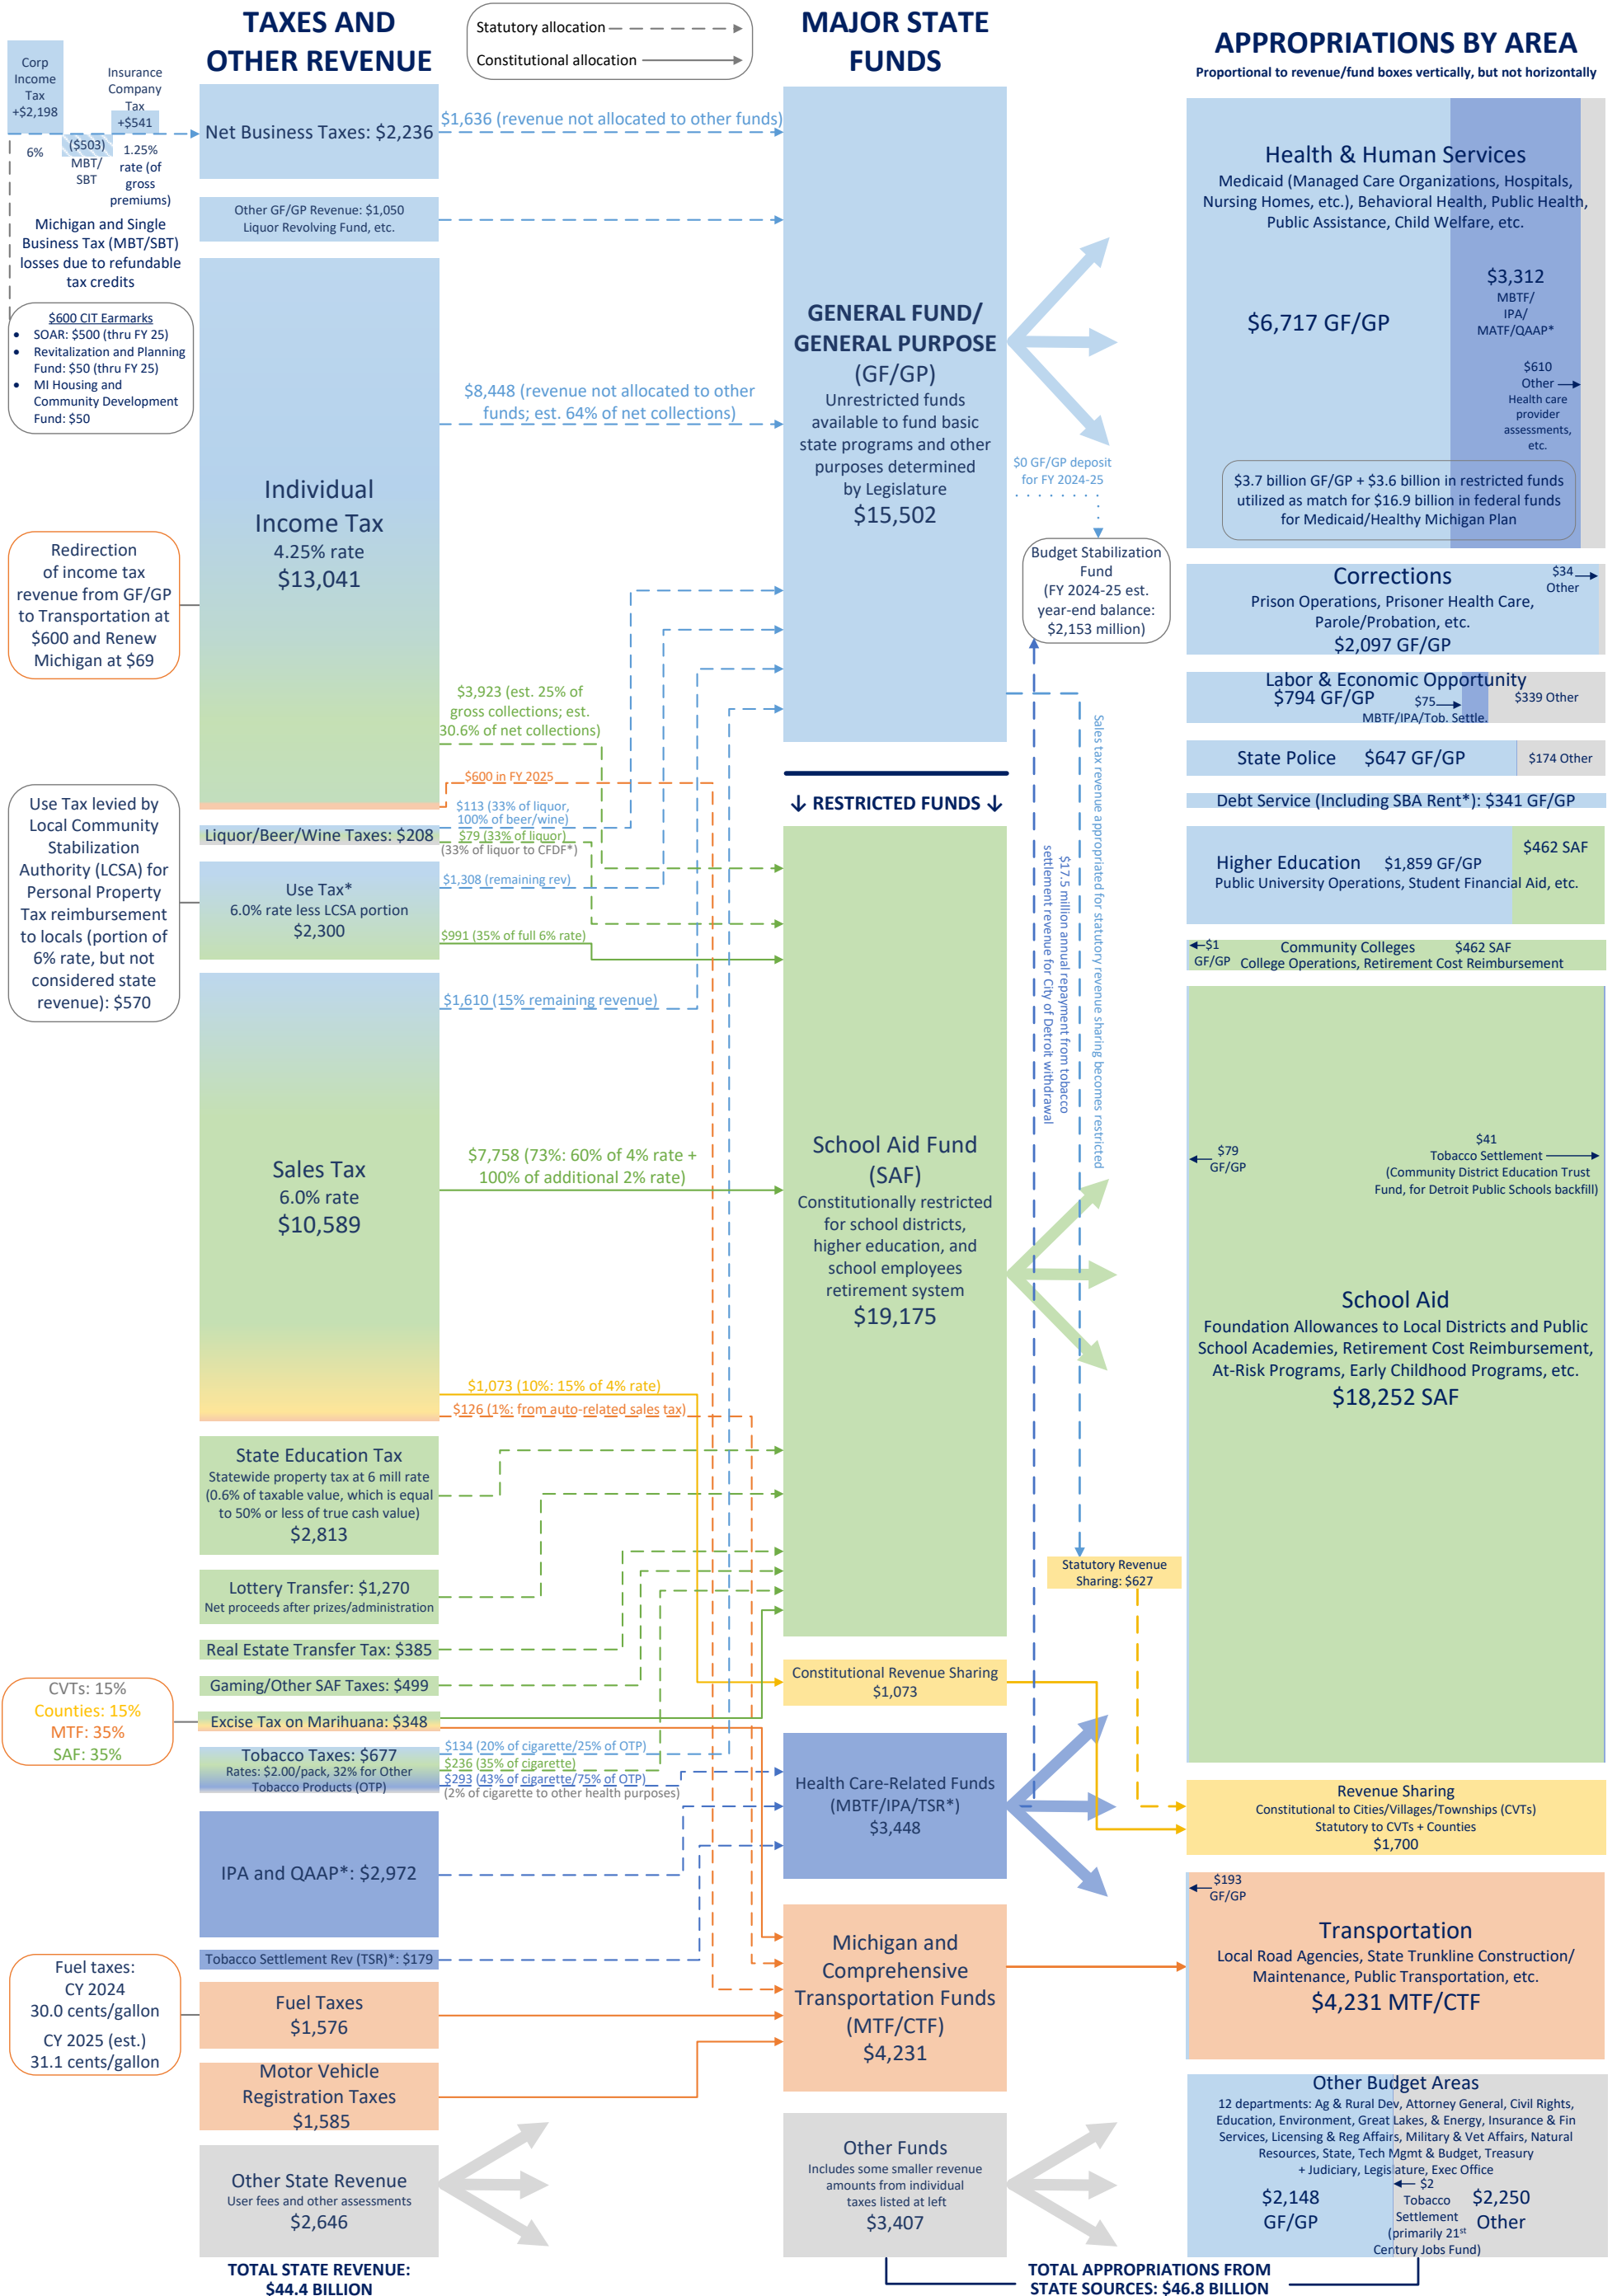 TAXES AND
OTHER REVENUE
Statutory allocation
Constitutional allocation
MAJOR STATE
FUNDS
APPROPRIATIONS BY AREA
Proportional to revenue/fund boxes vertically, but not horizontally
Corp
Income
Tax
+$2,198
6%
($503)
MBT/
SBT
Insurance
Company
Tax
+$541
1.25%
rate (of
gross
premiums)
Michigan and Single
Business Tax (MBT/SBT)
losses due to refundable
tax credits
$600 CIT Earmarks
• SOAR: $500 (thru FY 25)
• Revitalization and Planning
Fund: $50 (thru FY 25)
• MI Housing and
Community Development
Fund: $50
Redirection
of income tax
revenue from GF/GP
to Transportation at
$600 and Renew
Michigan at $69
Use Tax levied by
Local Community
Stabilization
Authority (LCSA) for
Personal Property
Tax reimbursement
to locals (portion of
6% rate, but not
considered state
revenue): $570
CVTs: 15%
Counties: 15%
MTF: 35%
SAF: 35%
Fuel taxes:
CY 2024
30.0 cents/gallon
CY 2025 (est.)
31.1 cents/gallon
Net Business Taxes: $2,236
Other GF/GP Revenue: $1,050
Liquor Revolving Fund, etc.
Individual
Income Tax
4.25% rate
$13,041
Liquor/Beer/Wine Taxes: $208
Use Tax*
6.0% rate less LCSA portion
$2,300
Sales Tax
6.0% rate
$10,589
State Education Tax
Statewide property tax at 6 mill rate
(0.6% of taxable value, which is equal
to 50% or less of true cash value)
$2,813
Lottery Transfer: $1,270
Net proceeds after prizes/administration
Real Estate Transfer Tax: $385
Gaming/Other SAF Taxes: $499
Excise Tax on Marihuana: $348
Tobacco Taxes: $677
Rates: $2.00/pack, 32% for Other
Tobacco Products (OTP)
IPA and QAAP*: $2,972
Tobacco Settlement Rev (TSR)*: $179
Fuel Taxes
$1,576
Motor Vehicle
Registration Taxes
$1,585
Other State Revenue
User fees and other assessments
$2,646
TOTAL STATE REVENUE:
$44.4 BILLION
$1,636 (revenue not allocated to other funds)
$8,448 (revenue not allocated to other
funds; est. 64% of net collections)
$3,923 (est. 25% of
gross collections; est.
30.6% of net collections)
$600 in FY 2025
$113 (33% of liquor,
100% of beer/wine)
$79 (33% of liquor)
(33% of liquor to CFDF*)
$1,308 (remaining rev)
$991 (35% of full 6% rate)
$1,610 (15% remaining revenue)
$7,758 (73%: 60% of 4% rate +
100% of additional 2% rate)
$1,073 (10%: 15% of 4% rate)
$126 (1%: from auto-related sales tax)
$134 (20% of cigarette/25% of OTP)
$236 (35% of cigarette)
$293 (43% of cigarette/75% of OTP)
(2% of cigarette to other health purposes)
GENERAL FUND/
GENERAL PURPOSE
(GF/GP)
Unrestricted funds
available to fund basic
state programs and other
purposes determined
by Legislature
$15,502
↓ RESTRICTED FUNDS ↓
School Aid Fund
(SAF)
Constitutionally restricted
for school districts,
higher education, and
school employees
retirement system
$19,175
Constitutional Revenue Sharing
$1,073
Health Care-Related Funds
(MBTF/IPA/TSR*)
$3,448
Michigan and
Comprehensive
Transportation Funds
(MTF/CTF)
$4,231
Other Funds
Includes some smaller revenue
amounts from individual
taxes listed at left
$3,407
$0 GF/GP deposit
for FY 2024-25
Budget Stabilization
Fund
(FY 2024-25 est.
year-end balance:
$2,153 million)
Sales tax revenue appropriated for statutory revenue sharing becomes restricted
$17.5 million annual repayment from tobacco
settlement revenue for City of Detroit withdrawal
Statutory Revenue
Sharing: $627
Health & Human Services
Medicaid (Managed Care Organizations, Hospitals,
Nursing Homes, etc.), Behavioral Health, Public Health,
Public Assistance, Child Welfare, etc.
$6,717 GF/GP
$3,312
MBTF/
IPA/
MATF/QAAP*
$610
Other
Health care
provider
assessments,
etc.
$3.7 billion GF/GP + $3.6 billion in restricted funds
utilized as match for $16.9 billion in federal funds
for Medicaid/Healthy Michigan Plan
Corrections
Prison Operations, Prisoner Health Care,
Parole/Probation, etc.
$2,097 GF/GP
$34
Other
Labor & Economic Opportunity
$794 GF/GP
$75
MBTF/IPA/Tob. Settle.
$339 Other
State Police $647 GF/GP
$174 Other
Debt Service (Including SBA Rent*): $341 GF/GP
Higher Education $1,859 GF/GP
$462 SAF
Public University Operations, Student Financial Aid, etc.
$1
GF/GP
Community Colleges $462 SAF
College Operations, Retirement Cost Reimbursement
$79
GF/GP
$41
Tobacco Settlement
(Community District Education Trust
Fund, for Detroit Public Schools backfill)
School Aid
Foundation Allowances to Local Districts and Public
School Academies, Retirement Cost Reimbursement,
At-Risk Programs, Early Childhood Programs, etc.
$18,252 SAF
Revenue Sharing
Constitutional to Cities/Villages/Townships (CVTs)
Statutory to CVTs + Counties
$1,700
$193
GF/GP
Transportation
Local Road Agencies, State Trunkline Construction/
Maintenance, Public Transportation, etc.
$4,231 MTF/CTF
Other Budget Areas
12 departments: Ag & Rural Dev, Attorney General, Civil Rights,
Education, Environment, Great Lakes, & Energy, Insurance & Fin
Services, Licensing & Reg Affairs, Military & Vet Affairs, Natural
Resources, State, Tech Mgmt & Budget, Treasury
+ Judiciary, Legislature, Exec Office
$2,148
GF/GP
$2
Tobacco
Settlement
(primarily 21st
Century Jobs Fund)
$2,250
Other
TOTAL APPROPRIATIONS FROM
STATE SOURCES: $46.8 BILLION